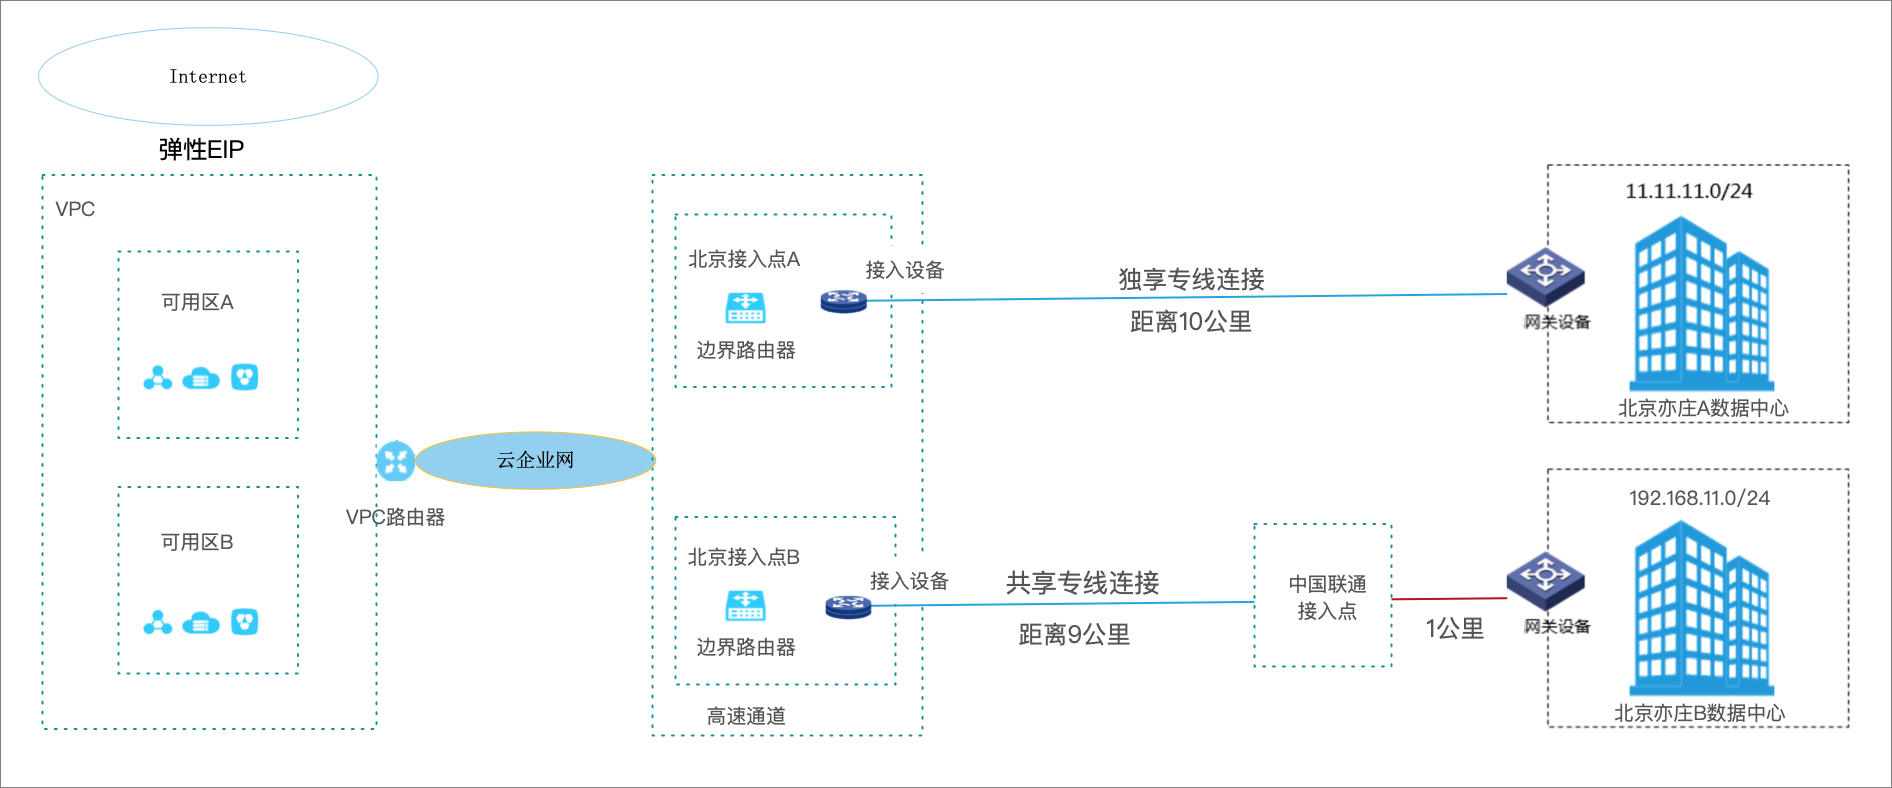 Internet
弹性EIP
VPC
可用区A
可用区B
VPC路由器
云企业网
北京接入点A
边界路由器
接入设备
北京接入点B
边界路由器
接入设备
高速通道
独享专线连接
距离10公里
共享专线连接
距离9公里
中国联通
接入点
1公里
11.11.11.0/24
网关设备
北京亦庄A数据中心
192.168.11.0/24
网关设备
北京亦庄B数据中心